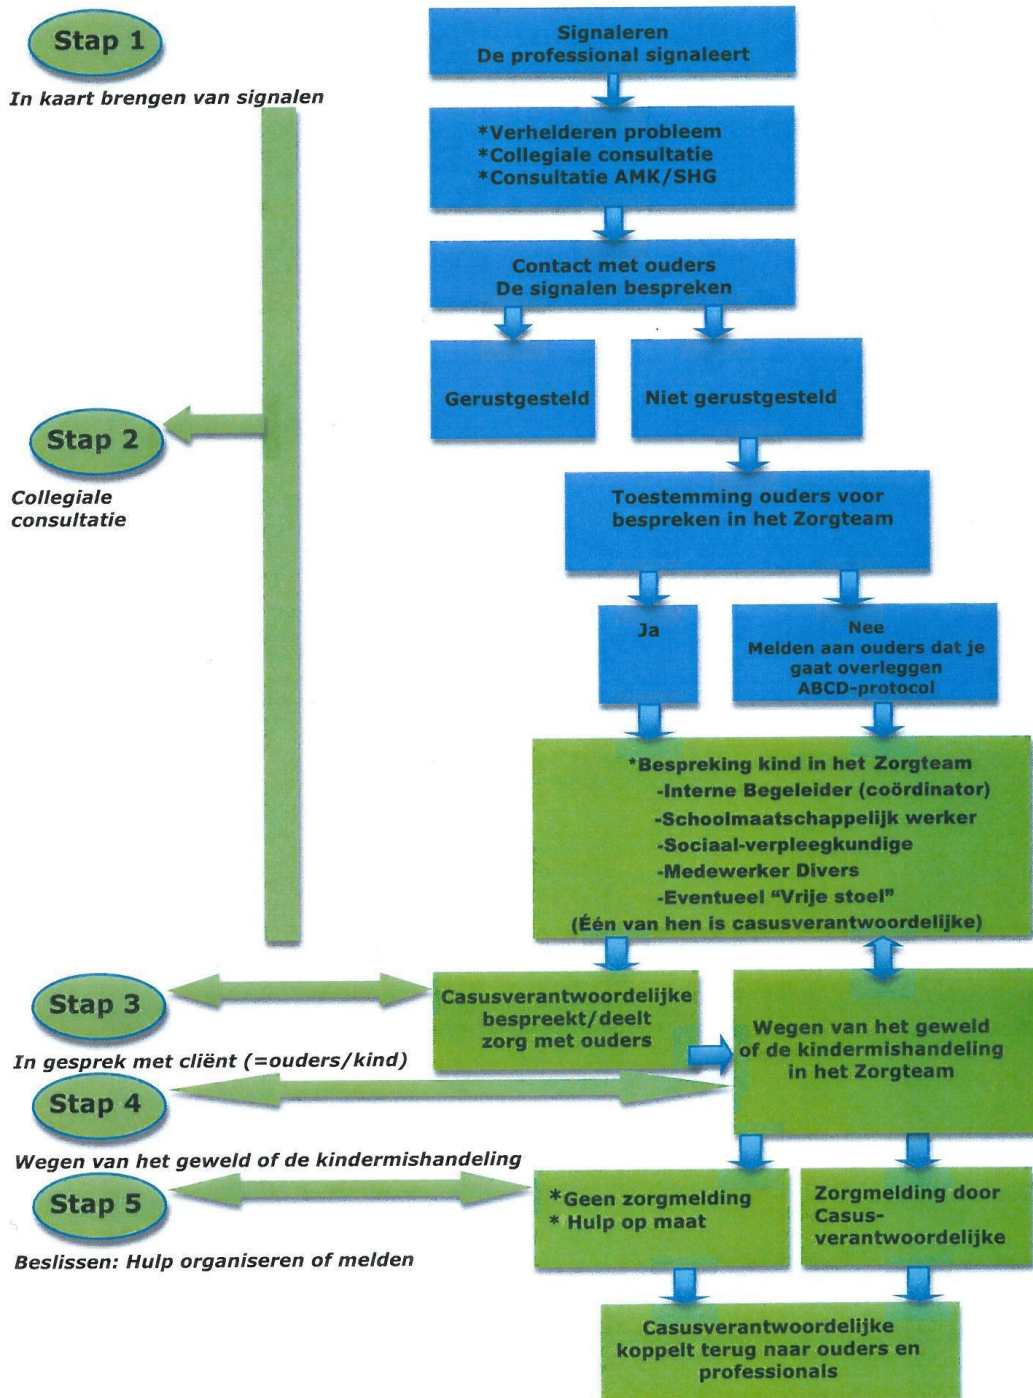 Stap 1
In kaart brengen van signalen
Signaleren
De professional signaleert
*Verhelderen probleem
*Collegiale consultatie
*Consultatie AMK/SHG
Contact met ouders
De signalen bespreken
Gerustgesteld
Niet gerustgesteld
Stap 2
Collegiale
consultatie
Toestemming ouders voor
bespreken in het Zorgteam
Ja
Nee
Melden aan ouders dat je
gaat overleggen
ABCD-protocol
*Bespreking kind in het Zorgteam
-Interne Begeleider (coördinator)
-Schoolmaatschappelijk werker
-Sociaal-verpleegkundige
-Medewerker Divers
-Eventueel “Vrije stoel”
(Één van hen is casusverantwoordelijke)
Stap 3
In gesprek met cliënt (=ouders/kind)
Casusverantwoordelijke
bespreekt/deelt
zorg met ouders
Wegen van het geweld
of de kindermishandeling
in het Zorgteam
Stap 4
Wegen van het geweld of de kindermishandeling
Stap 5
Beslissen: Hulp organiseren of melden
*Geen zorgmelding
* Hulp op maat
Zorgmelding door
Casus-
verantwoordelijke
Casusverantwoordelijke
koppelt terug naar ouders en
professionals